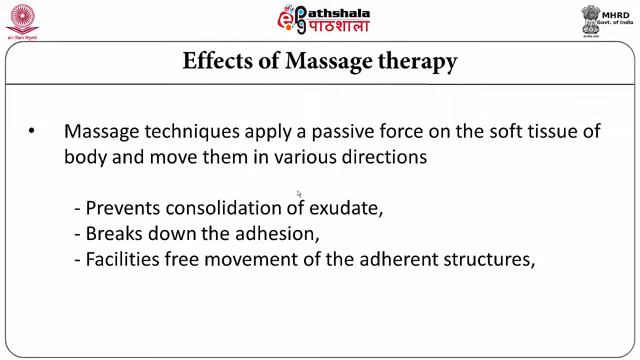 Pathshala
पाठशाला
MHRD
Govt. of India
Effects of Massage therapy
• Massage techniques apply a passive force on the soft tissue of
body and move them in various directions
- Prevents consolidation of exudate,
- Breaks down the adhesion,
- Facilities free movement of the adherent structures,